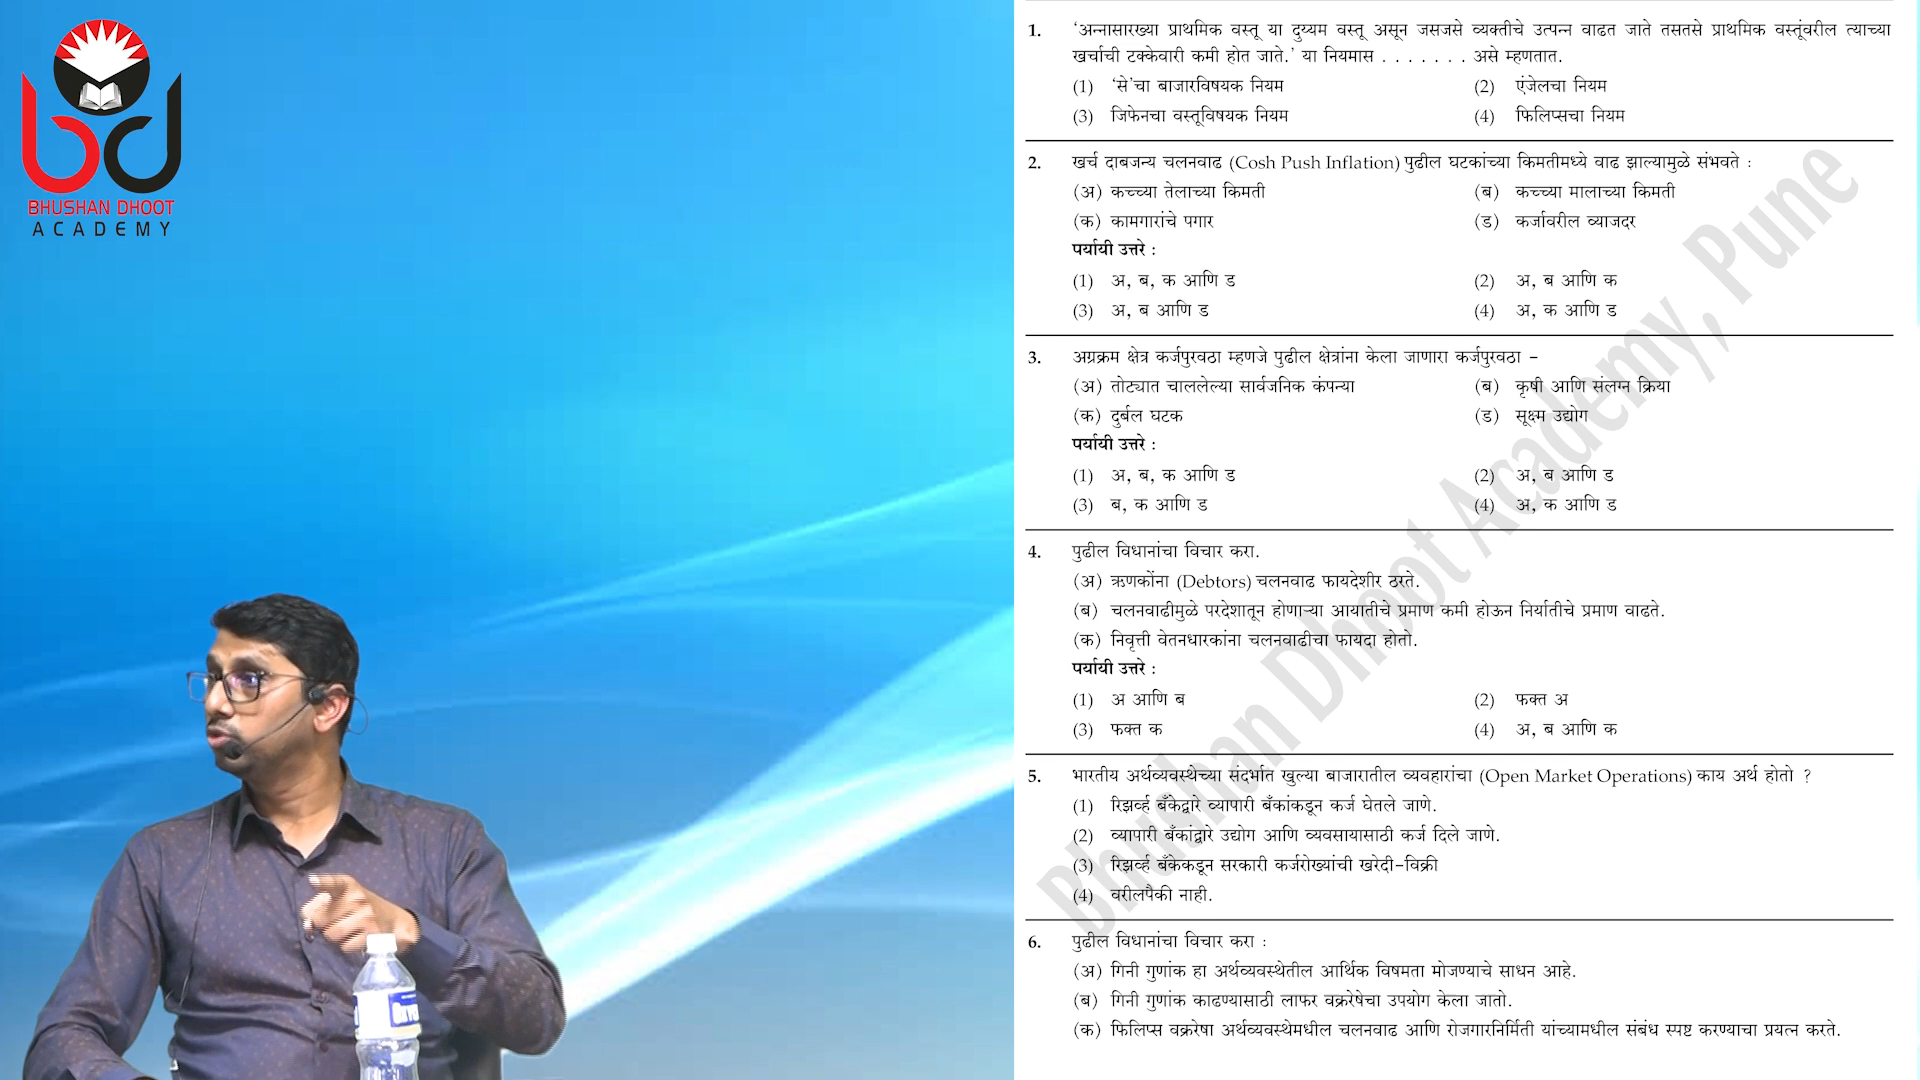 BHUSHAN DHOOT
ACADEMY
1. 'अन्नासारख्या प्राथमिक वस्तू या दुय्यम वस्तू असून जसजसे व्यक्तीचे उत्पन्न वाढत जाते तसतसे प्राथमिक वस्तूंवरील त्याच्या
खर्चाची टक्केवारी कमी होत जाते.' या नियमास . . . . . . . असे म्हणतात.
(1) 'से'चा बाजारविषयक नियम (2) एंजेलचा नियम
(3) जिफेनचा वस्तूविषयक नियम (4) फिलिप्सचा नियम
2. खर्च दाबजन्य चलनवाढ (Cosh Push Inflation) पुढील घटकांच्या किमतीमध्ये वाढ झाल्यामुळे संभवते :
(अ) कच्च्या तेलाच्या किमती (ब) कच्च्या मालाच्या किमती
(क) कामगारांचे पगार (ड) कर्जावरील व्याजदर
पर्यायी उत्तरे :
(1) अ, ब, क आणि ड (2) अ, ब आणि क
(3) अ, ब आणि ड (4) अ, क आणि ड
3. अग्रक्रम क्षेत्र कर्जपुरवठा म्हणजे पुढील क्षेत्रांना केला जाणारा कर्जपुरवठा –
(अ) तोट्यात चाललेल्या सार्वजनिक कंपन्या (ब) कृषी आणि संलग्न क्रिया
(क) दुर्बल घटक (ड) सूक्ष्म उद्योग
पर्यायी उत्तरे :
(1) अ, ब, क आणि ड (2) अ, ब आणि ड
(3) ब, क आणि ड (4) अ, क आणि ड
4. पुढील विधानांचा विचार करा.
(अ) ऋणकोंना (Debtors) चलनवाढ फायदेशीर ठरते.
(ब) चलनवाढीमुळे परदेशातून होणाऱ्या आयातीचे प्रमाण कमी होऊन निर्यातीचे प्रमाण वाढते.
(क) निवृत्ती वेतनधारकांना चलनवाढीचा फायदा होतो.
पर्यायी उत्तरे :
(1) अ आणि ब (2) फक्त अ
(3) फक्त क (4) अ, ब आणि क
5. भारतीय अर्थव्यवस्थेच्या संदर्भात खुल्या बाजारातील व्यवहारांचा (Open Market Operations) काय अर्थ होतो ?
(1) रिझर्व्ह बँकेद्वारे व्यापारी बँकांकडून कर्ज घेतले जाणे.
(2) व्यापारी बँकांद्वारे उद्योग आणि व्यवसायासाठी कर्ज दिले जाणे.
(3) रिझर्व्ह बँकेकडून सरकारी कर्जरोख्यांची खरेदी-विक्री
(4) वरीलपैकी नाही.
6. पुढील विधानांचा विचार करा :
(अ) गिनी गुणांक हा अर्थव्यवस्थेतील आर्थिक विषमता मोजण्याचे साधन आहे.
(ब) गिनी गुणांक काढण्यासाठी लाफर वक्ररेषेचा उपयोग केला जातो.
(क) फिलिप्स वक्ररेषा अर्थव्यवस्थेमधील चलनवाढ आणि रोजगारनिर्मिती यांच्यामधील संबंध स्पष्ट करण्याचा प्रयत्न करते.
Bhushan Dhoot Academy, Pune